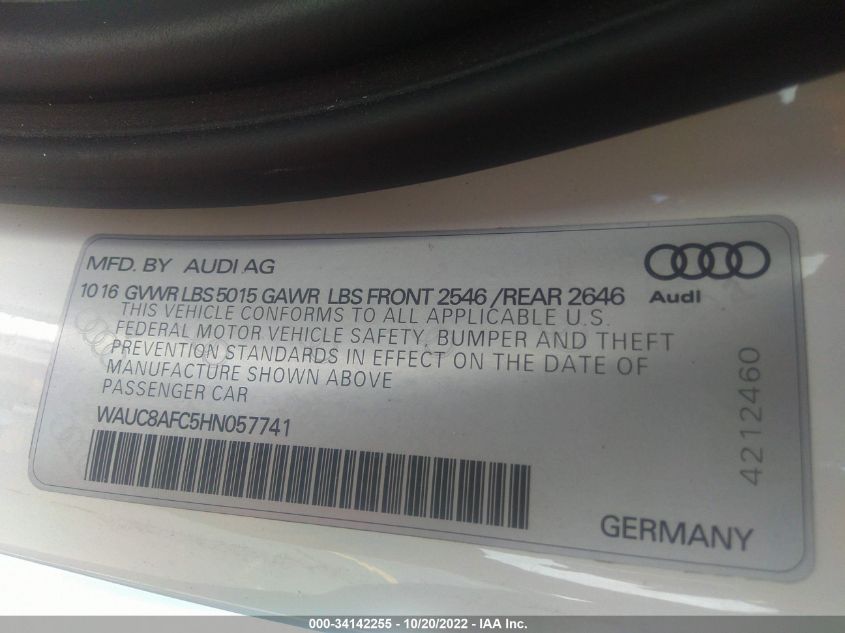 MFD. BY AUDI AG
1016 GVWR LBS 5015 GAWR LBS FRONT 2546 /REAR 2646
THIS VEHICLE CONFORMS TO ALL APPLICABLE U.S.
FEDERAL MOTOR VEHICLE SAFETY, BUMPER AND THEFT
PREVENTION STANDARDS IN EFFECT ON THE DATE OF
MANUFACTURE SHOWN ABOVE
PASSENGER CAR
WAUC8AFC5HN057741
Audi
4212460
GERMANY
000-34142255 - 10/20/2022 - IAA Inc.